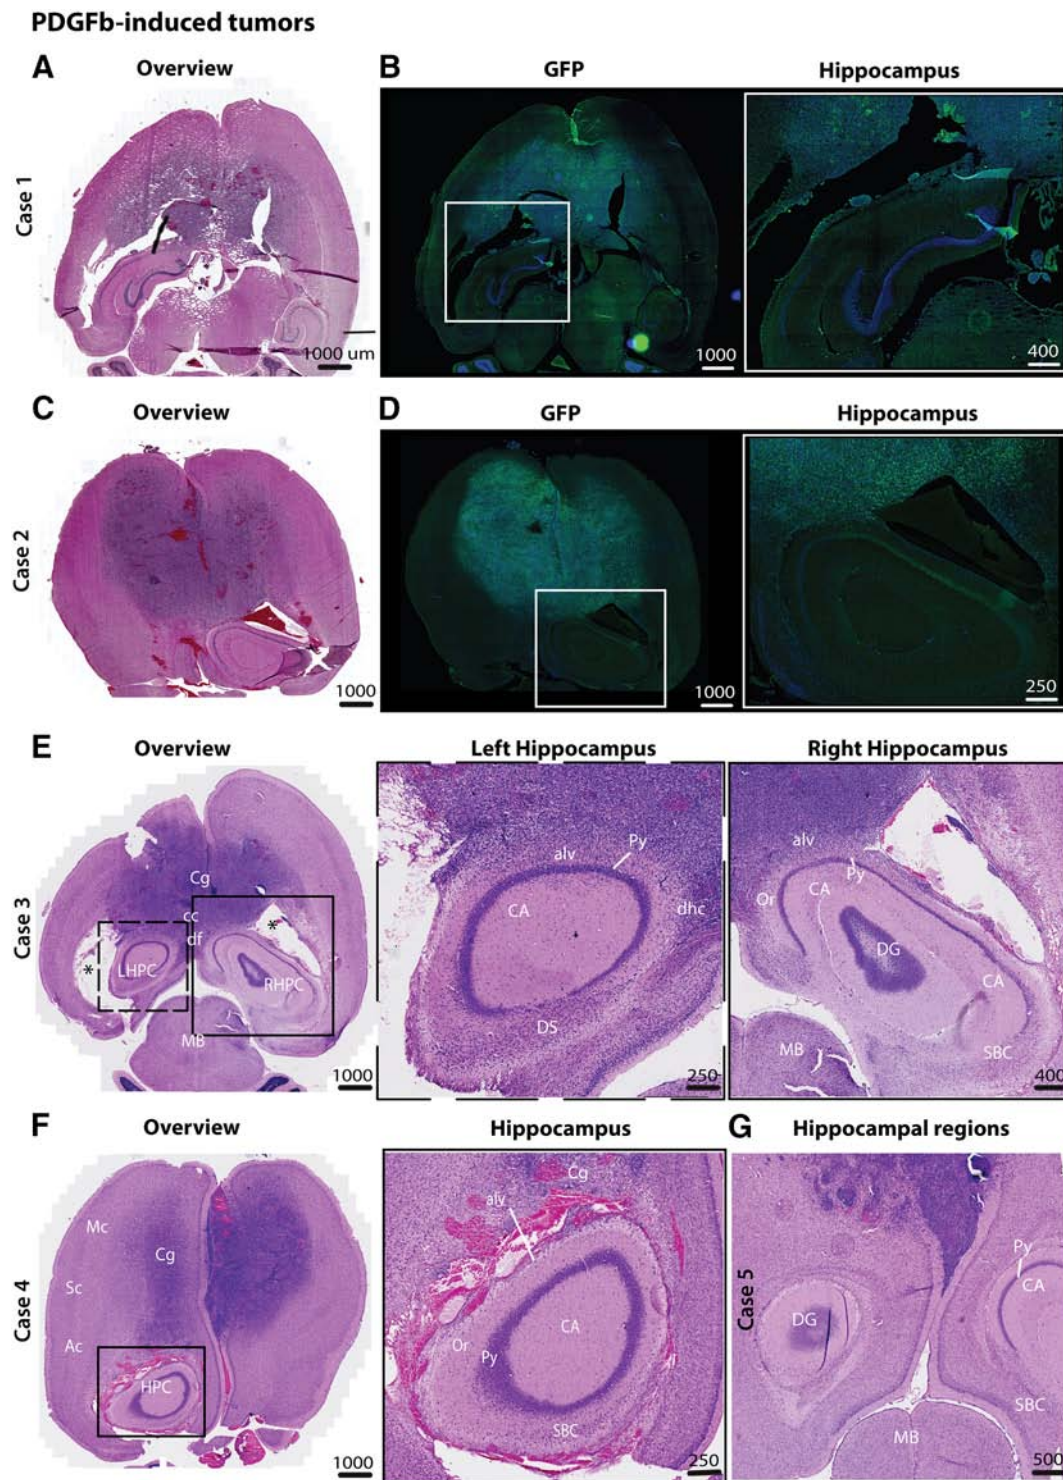 PDGFb-induced tumors
A
Overview
B
GFP
Hippocampus
Case 1
1000 um
1000
400
C
Overview
D
GFP
Hippocampus
Case 2
1000
1000
250
E
Overview
Left Hippocampus
Right Hippocampus
Case 3
Cg
cc
df
*
*
LHPC
RHPC
MB
1000
alv
Py
CA
dhc
DS
250
alv
Py
Or
CA
DG
CA
MB
SBC
400
F
Overview
Hippocampus
G
Hippocampal regions
Case 4
Mc
Cg
Sc
Ac
HPC
1000
Cg
alv
CA
Or
Py
SBC
250
Case 5
Py
CA
DG
SBC
MB
500